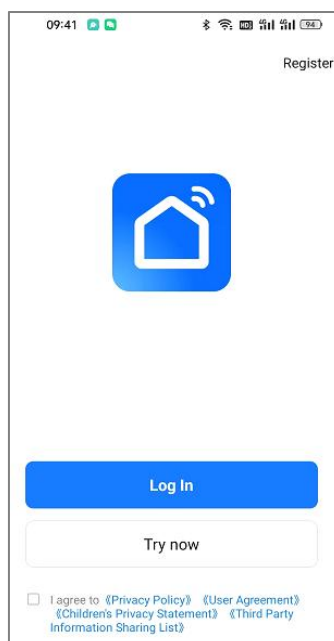 09:41
94
Register
Log In
Try now
I agree to 《Privacy Policy》 《User Agreement》
《Children's Privacy Statement》 《Third Party
Information Sharing List》